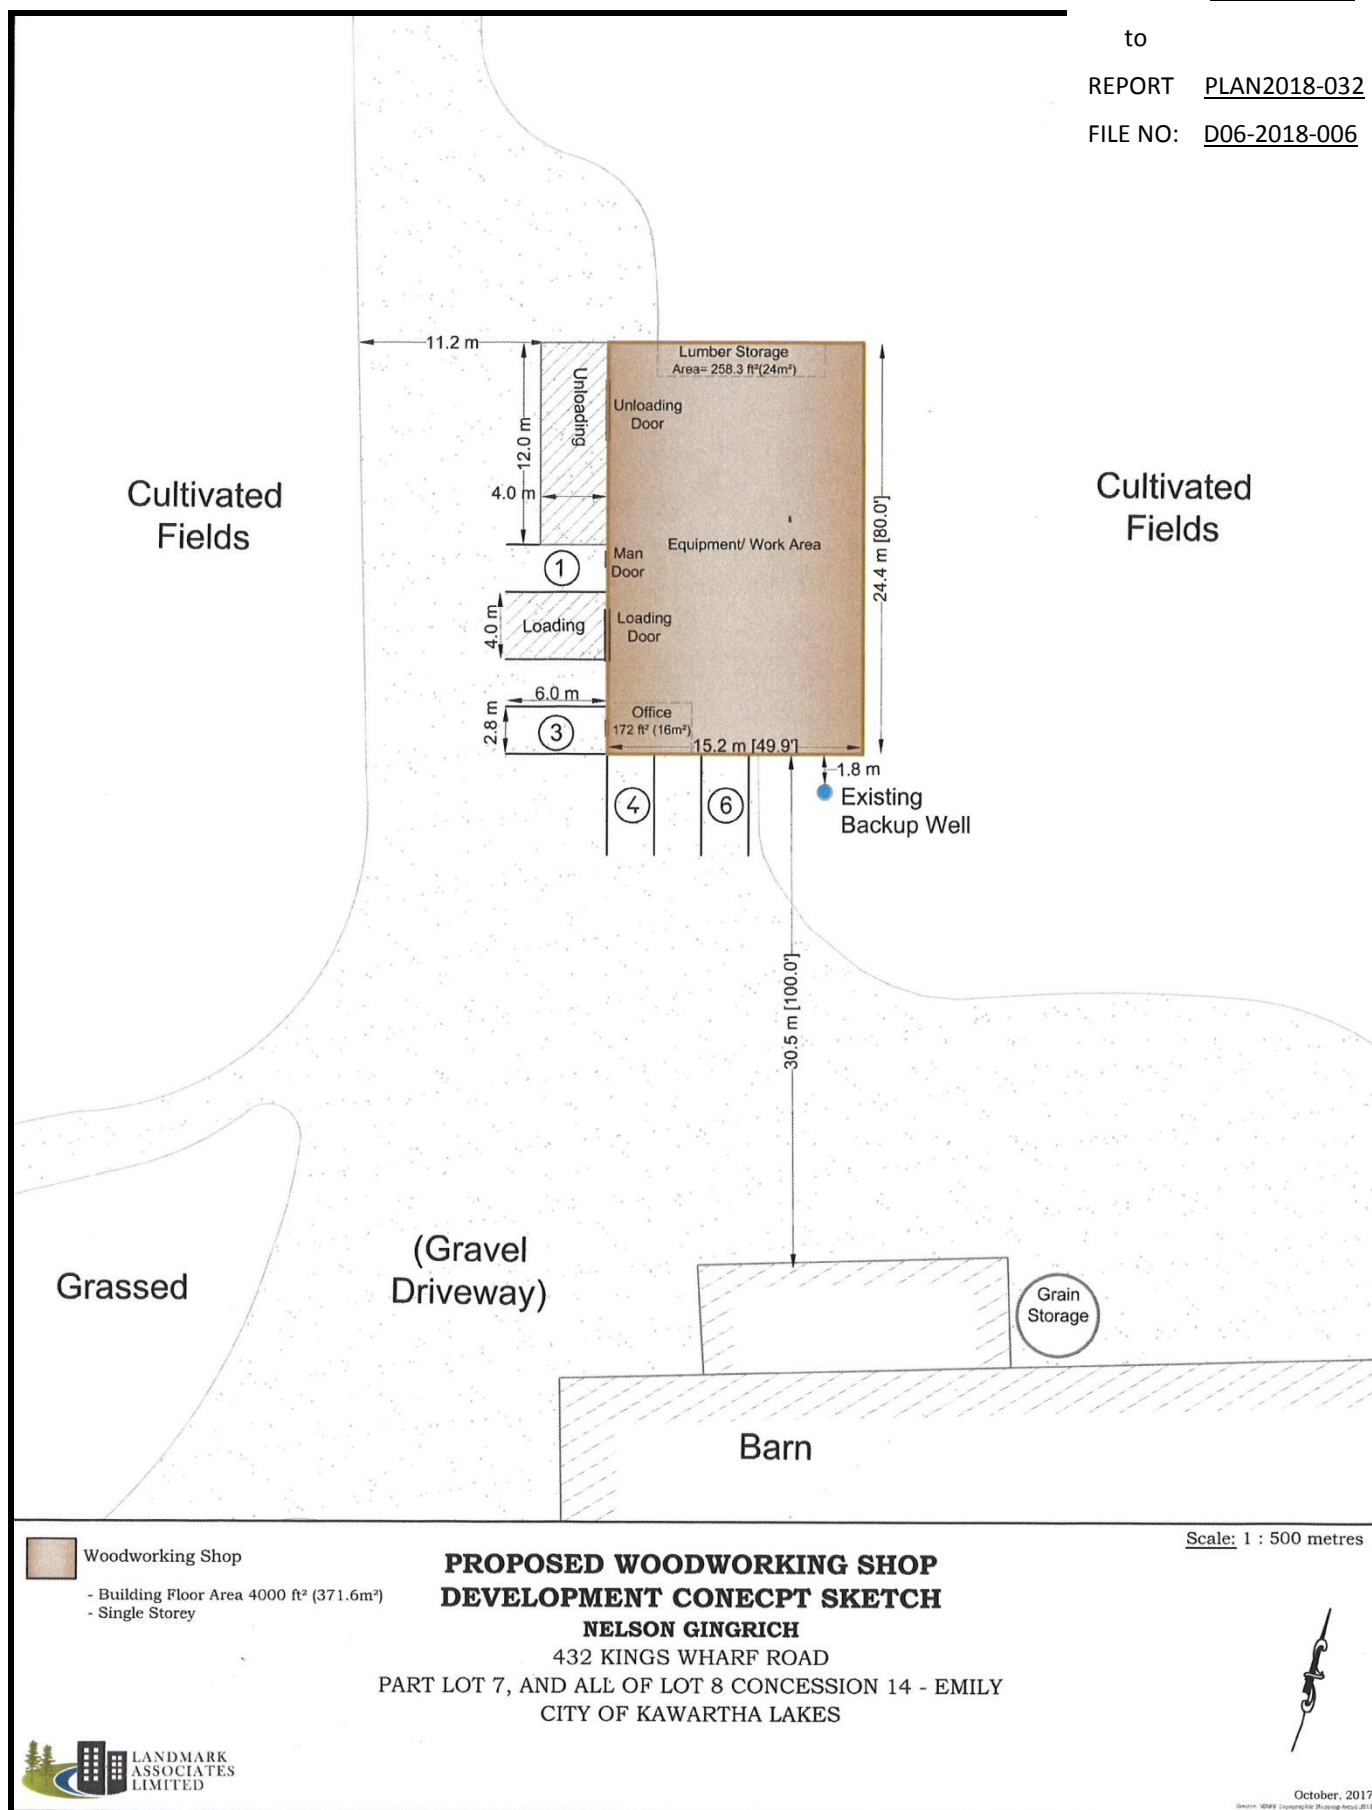 to
REPORT PLAN2018-032
FILE NO: D06-2018-006
11.2 m
Lumber Storage
Area= 258.3 ft²(24m²)
Unloading
Unloading
Door
12.0 m
4.0 m
Cultivated
Fields
Cultivated
Fields
Equipment/ Work Area
24.4 m [80.0']
1
Man
Door
4.0 m
Loading
Loading
Door
6.0 m
2.8 m
3
Office
172 ft² (16m²)
15.2 m [49.9']
1.8 m
4
6
Existing
Backup Well
30.5 m [100.0']
(Gravel
Driveway)
Grassed
Grain
Storage
Barn
Woodworking Shop
- Building Floor Area 4000 ft² (371.6m²)
- Single Storey
PROPOSED WOODWORKING SHOP
DEVELOPMENT CONECPT SKETCH
NELSON GINGRICH
432 KINGS WHARF ROAD
PART LOT 7, AND ALL OF LOT 8 CONCESSION 14 - EMILY
CITY OF KAWARTHA LAKES
Scale: 1 : 500 metres
LANDMARK
ASSOCIATES
LIMITED
October, 2017